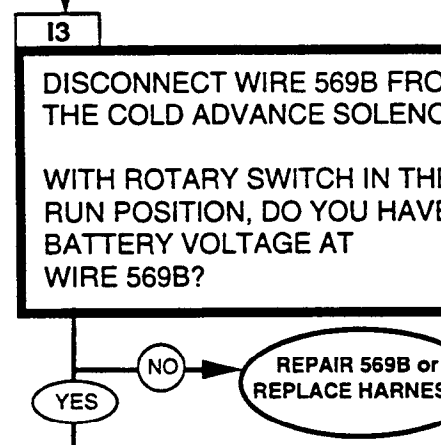 I3
DISCONNECT WIRE 569B FRO
THE COLD ADVANCE SOLENO
WITH ROTARY SWITCH IN THE
RUN POSITION, DO YOU HAVE
BATTERY VOLTAGE AT
WIRE 569B?
NO
REPAIR 569B or
REPLACE HARNES
YES